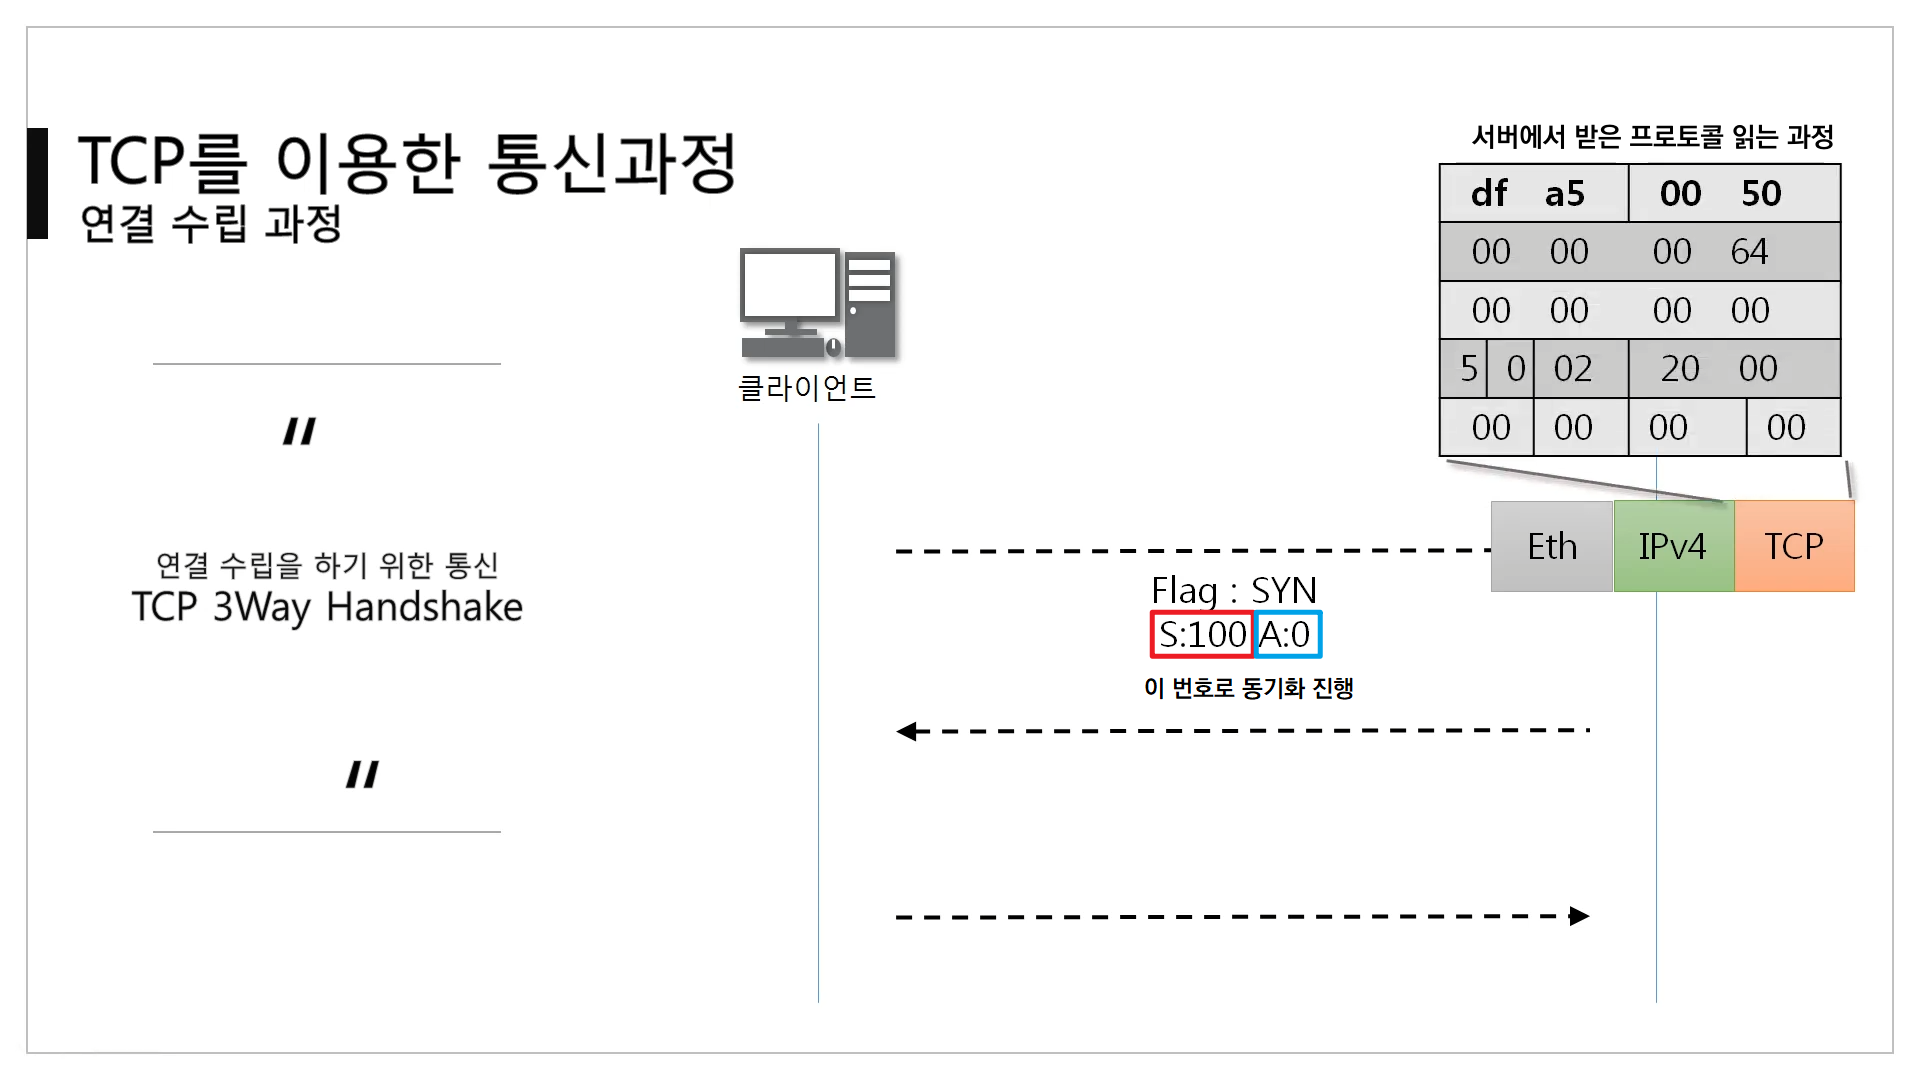 TCP를 이용한 통신과정
연결 수립 과정
"
연결 수립을 하기 위한 통신
TCP 3Way Handshake
"
클라이언트
서버에서 받은 프로토콜 읽는 과정
df a5 00 50
00 00 00 64
00 00 00 00
5 0 02 20 00
00 00 00 00
Eth IPv4 TCP
Flag : SYN
S:100 A:0
이 번호로 동기화 진행